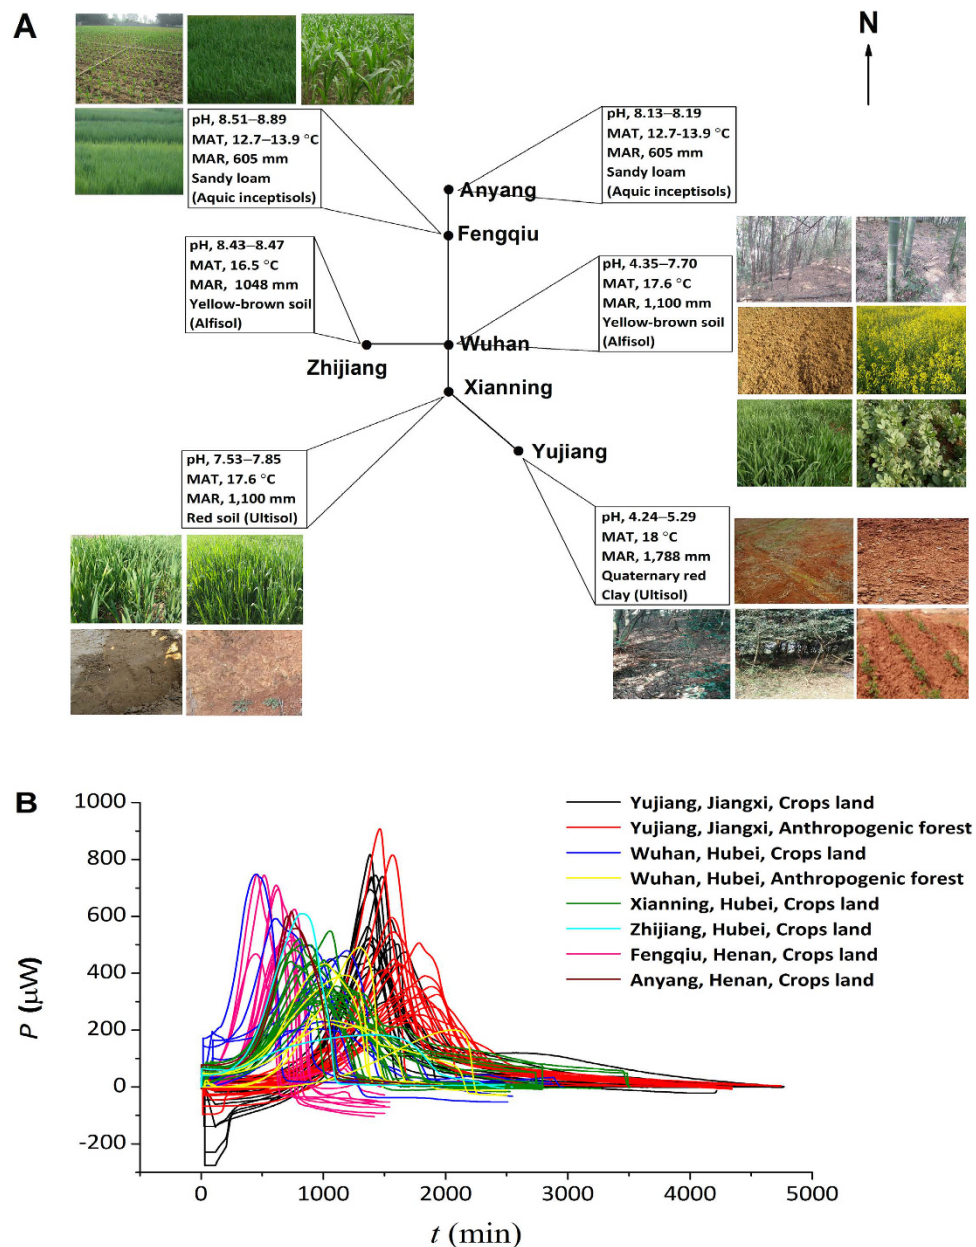 A
N
pH, 8.51–8.89
MAT, 12.7–13.9 °C
MAR, 605 mm
Sandy loam
(Aquic inceptisols)
pH, 8.13–8.19
MAT, 12.7-13.9 °C
MAR, 605 mm
Sandy loam
(Aquic inceptisols)
Anyang
Fengqiu
pH, 8.43–8.47
MAT, 16.5 °C
MAR, 1048 mm
Yellow-brown soil
(Alfisol)
pH, 4.35–7.70
MAT, 17.6 °C
MAR, 1,100 mm
Yellow-brown soil
(Alfisol)
Zhijiang
Wuhan
Xianning
Yujiang
pH, 7.53–7.85
MAT, 17.6 °C
MAR, 1,100 mm
Red soil (Ultisol)
pH, 4.24–5.29
MAT, 18 °C
MAR, 1,788 mm
Quaternary red
Clay (Ultisol)
B
1000
800
600
400
200
0
-200
P (μW)
Yujiang, Jiangxi, Crops land
Yujiang, Jiangxi, Anthropogenic forest
Wuhan, Hubei, Crops land
Wuhan, Hubei, Anthropogenic forest
Xianning, Hubei, Crops land
Zhijiang, Hubei, Crops land
Fengqiu, Henan, Crops land
Anyang, Henan, Crops land
0 1000 2000 3000 4000 5000
t (min)